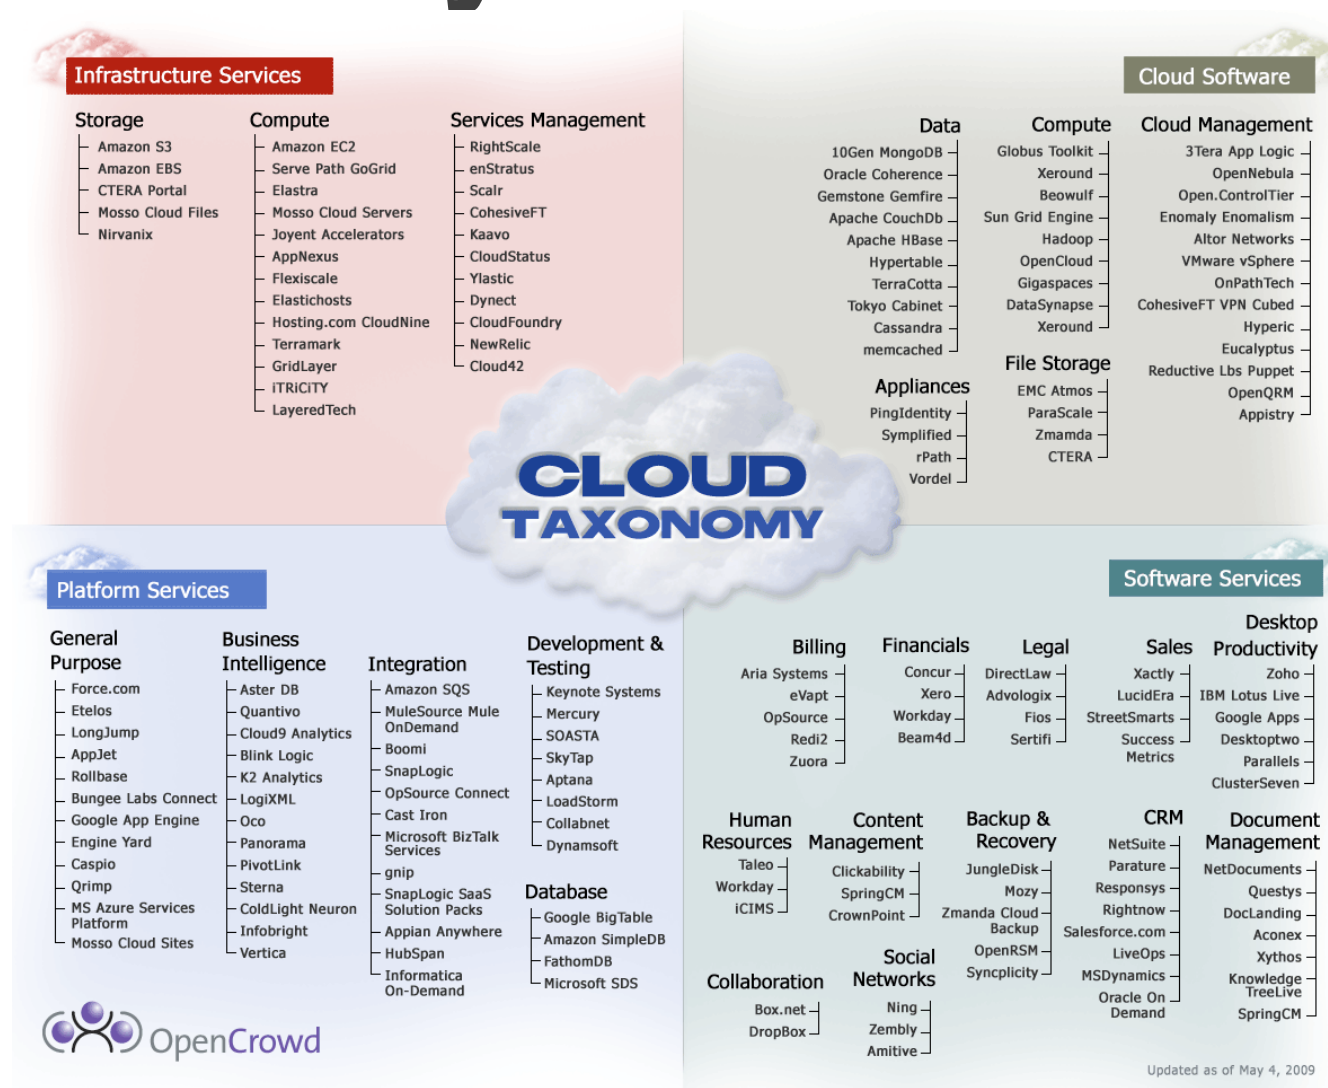 Infrastructure Services
Storage
Amazon S3
Amazon EBS
CTERA Portal
Mosso Cloud Files
Nirvanix
Compute
Amazon EC2
Serve Path GoGrid
Elastra
Mosso Cloud Servers
Joyent Accelerators
AppNexus
Flexiscale
Elastichosts
Hosting.com CloudNine
Terramark
GridLayer
iTRiCiTY
LayeredTech
Services Management
RightScale
enStratus
Scalr
CohesiveFT
Kaavo
CloudStatus
Ylastic
Dynect
CloudFoundry
NewRelic
Cloud42
Cloud Software
Data
10Gen MongoDB
Oracle Coherence
Gemstone Gemfire
Apache CouchDb
Apache HBase
Hypertable
TerraCotta
Tokyo Cabinet
Cassandra
memcached
Appliances
PingIdentity
Symplified
rPath
Vordel
Compute
Globus Toolkit
Xeround
Beowulf
Sun Grid Engine
Hadoop
OpenCloud
Gigaspaces
DataSynapse
Xeround
File Storage
EMC Atmos
ParaScale
Zmamda
CTERA
Cloud Management
3Tera App Logic
OpenNebula
Open.ControlTier
Enomaly Enomalism
Altor Networks
VMware vSphere
OnPathTech
CohesiveFT VPN Cubed
Hyperic
Eucalyptus
Reductive Lbs Puppet
OpenQRM
Appistry
CLOUD
TAXONOMY
Platform Services
General
Purpose
Force.com
Etelos
LongJump
AppJet
Rollbase
Bungee Labs Connect
Google App Engine
Engine Yard
Caspio
Qrimp
MS Azure Services
Platform
Mosso Cloud Sites
Business
Intelligence
Aster DB
Quantivo
Cloud9 Analytics
Blink Logic
K2 Analytics
LogiXML
Oco
Panorama
PivotLink
Sterna
ColdLight Neuron
Infobright
Vertica
Integration
Amazon SQS
MuleSource Mule
OnDemand
Boomi
SnapLogic
OpSource Connect
Cast Iron
Microsoft BizTalk
Services
gnip
SnapLogic SaaS
Solution Packs
Appian Anywhere
HubSpan
Informatica
On-Demand
Development &
Testing
Keynote Systems
Mercury
SOASTA
SkyTap
Aptana
LoadStorm
Collabnet
Dynamsoft
Database
Google BigTable
Amazon SimpleDB
FathomDB
Microsoft SDS
OpenCrowd
Software Services
Billing
Aria Systems
eVapt
OpSource
Redi2
Zuora
Financials
Concur
Xero
Workday
Beam4d
Legal
DirectLaw
Advologix
Fios
Sertifi
Sales
Xactly
LucidEra
StreetSmarts
Success
Metrics
Desktop
Productivity
Zoho
IBM Lotus Live
Google Apps
Desktoptwo
Parallels
ClusterSeven
Human
Resources
Taleo
Workday
iCIMS
Content
Management
Clickability
SpringCM
CrownPoint
Backup &
Recovery
JungleDisk
Mozy
Zmanda Cloud
Backup
OpenRSM
Syncplicity
CRM
NetSuite
Parature
Responsys
Rightnow
Salesforce.com
LiveOps
MSDynamics
Oracle On
Demand
Document
Management
NetDocuments
Questys
DocLanding
Aconex
Xythos
Knowledge
TreeLive
SpringCM
Collaboration
Box.net
DropBox
Social
Networks
Ning
Zembly
Amitive
Updated as of May 4, 2009